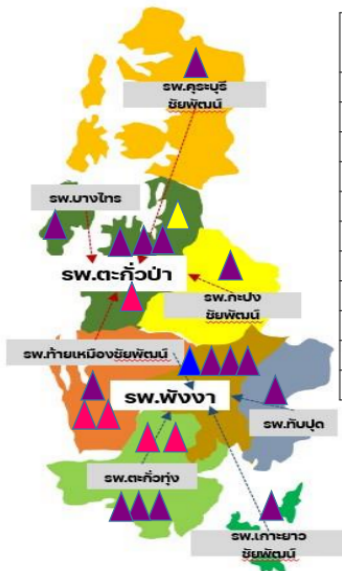 รพ.คุระบุรี
ชัยพัฒน์
รพ.บางไทร
รพ.ตะกั่วป่า
รพ.กะปง
ชัยพัฒน์
รพ.ท้ายเหมืองชัยพัฒน์
รพ.พังงา
รพ.ทับปุด
รพ.ตะกั่วทุ่ง
รพ.เกาะยาว
ชัยพัฒน์